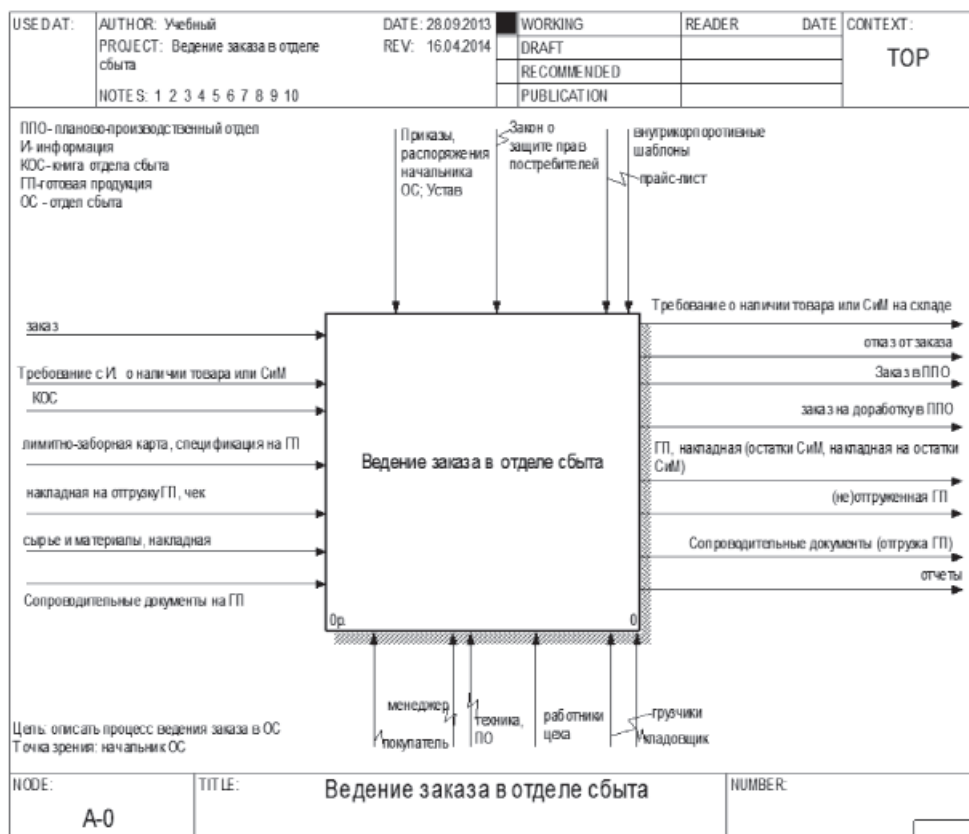 USED AT:
AUTHOR: Учебный
DATE: 28.09.2013
WORKING
READER
DATE
CONTEXT:
PROJECT: Ведение заказа в отделе
сбыта
REV: 16.04.2014
DRAFT
TOP
RECOMMENDED
NOTES: 1 2 3 4 5 6 7 8 9 10
PUBLICATION
ППО- планово-производственный отдел
И- информация
КОС-книга отдела сбыта
ГП-готовая продукция
ОС - отдел сбыта
Приказы,
распоряжения
начальника
ОС; Устав
Закон о
защите прав
постребителей
внутрикорпоротивные
шаблоны
прайс-лист
заказ
Требование с И о наличии товара или СиМ
КОС
лимитно-заборная карта, спецификация на ГП
накладная на отгрузку ГП, чек
сырье и материалы, накладная
Сопроводительные документы на ГП
Ведение заказа в отделе сбыта
0р.
0
Требование о наличии товара или СиМ на складе
отказ от заказа
Заказ в ППО
заказ на доработку в ППО
ГП, накладная (остатки СиМ, накладная на остатки
СиМ)
(не)отгруженная ГП
Сопроводительные документы (отгрузка ГП)
отчеты
покупатель
менеджер
техника,
ПО
работники
цеха
грузчики
кладовщик
Цель: описать процесс ведения заказа в ОС
Точка зрения: начальник ОС
NODE:
A-0
TITLE:
Ведение заказа в отделе сбыта
NUMBER: